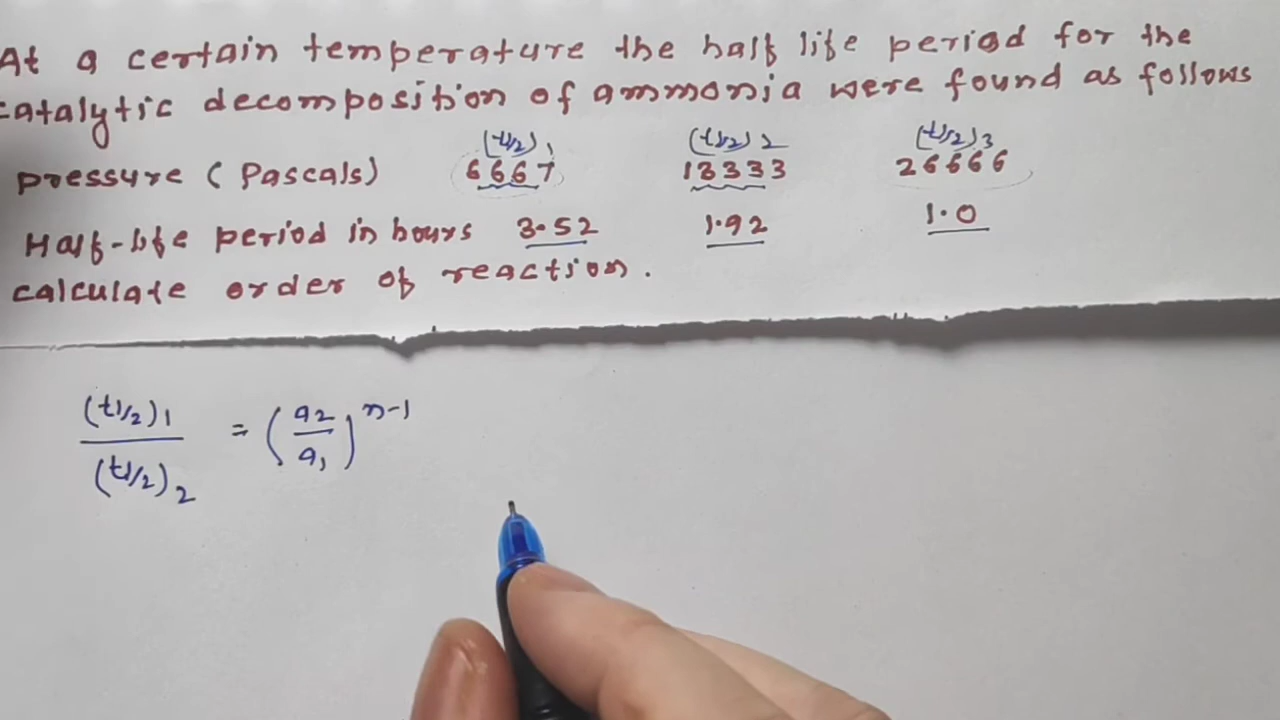 At a certain temperature the half life period for the
catalytic decomposition of ammonia were found as follows
(t1/2)1 (t1/2)2 (t1/2)3
pressure (Pascals) 6667 13333 26666
Half-life period in hours 3.52 1.92 1.0
calculate order of reaction.
(t1/2)1 / (t1/2)2 = (a2/a1)^n-1